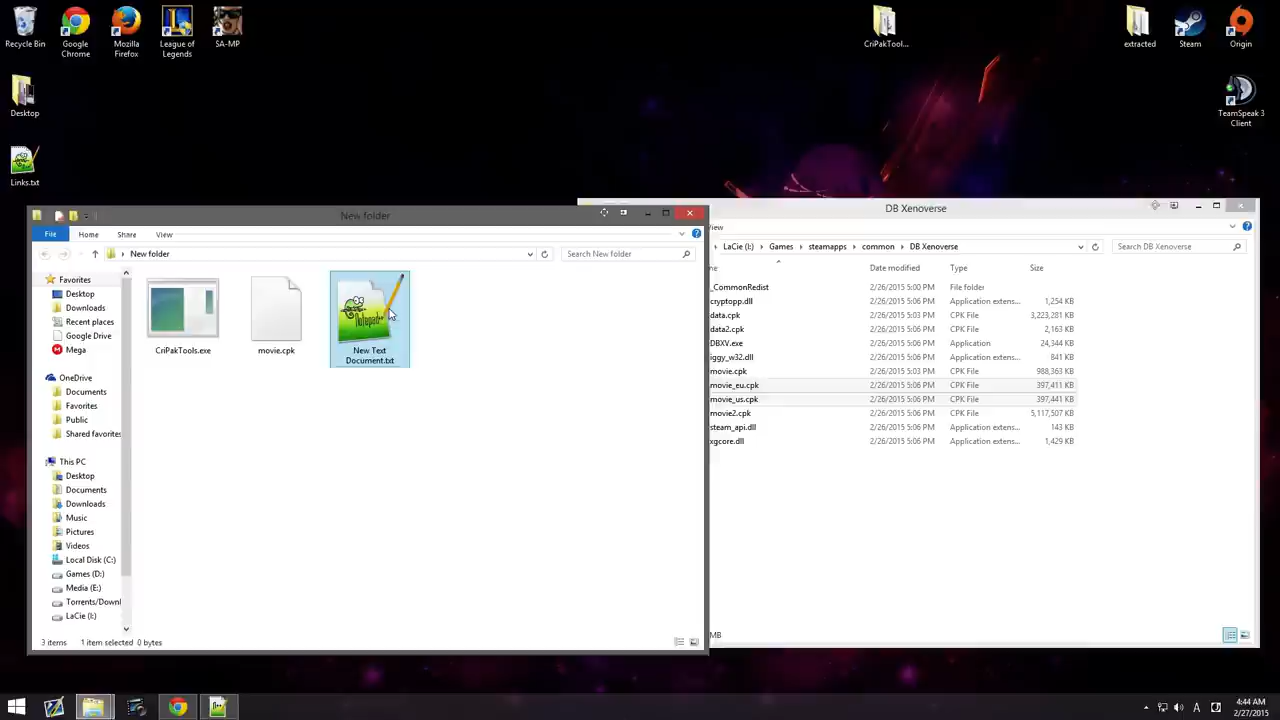 Recycle Bin
Google Chrome
Mozilla Firefox
League of Legends
SA-MP
CriPakTool...
extracted
Steam
Origin
Desktop
TeamSpeak 3 Client
Links.txt
New folder
File Home Share View
New folder
Search New folder
Favorites
Desktop
Downloads
Recent places
Google Drive
Mega
OneDrive
Documents
Favorites
Public
Shared favorites
This PC
Desktop
Documents
Downloads
Music
Pictures
Videos
Local Disk (C:)
Games (D:)
Media (E:)
Torrents/Downl
LaCie (I:)
CriPakTools.exe
movie.cpk
New Text Document.txt
3 items 1 item selected 0 bytes
DB Xenoverse
View
LaCie (I:) Games steamapps common DB Xenoverse
Search DB Xenoverse
Date modified Type Size
_CommonRedist 2/26/2015 5:00 PM File folder
cryptopp.dll 2/26/2015 5:06 PM Application extens... 1,254 KB
data.cpk 2/26/2015 5:03 PM CPK File 3,223,281 KB
data2.cpk 2/26/2015 5:06 PM CPK File 2,163 KB
DBXV.exe 2/26/2015 5:06 PM Application 24,344 KB
iggy_w32.dll 2/26/2015 5:06 PM Application extens... 841 KB
movie.cpk 2/26/2015 5:03 PM CPK File 988,363 KB
movie_eu.cpk 2/26/2015 5:06 PM CPK File 397,411 KB
movie_us.cpk 2/26/2015 5:06 PM CPK File 397,441 KB
movie2.cpk 2/26/2015 5:06 PM CPK File 5,117,507 KB
steam_api.dll 2/26/2015 5:06 PM Application extens... 143 KB
xgcore.dll 2/26/2015 5:06 PM Application extens... 1,429 KB
MB
4:44 AM
2/27/2015